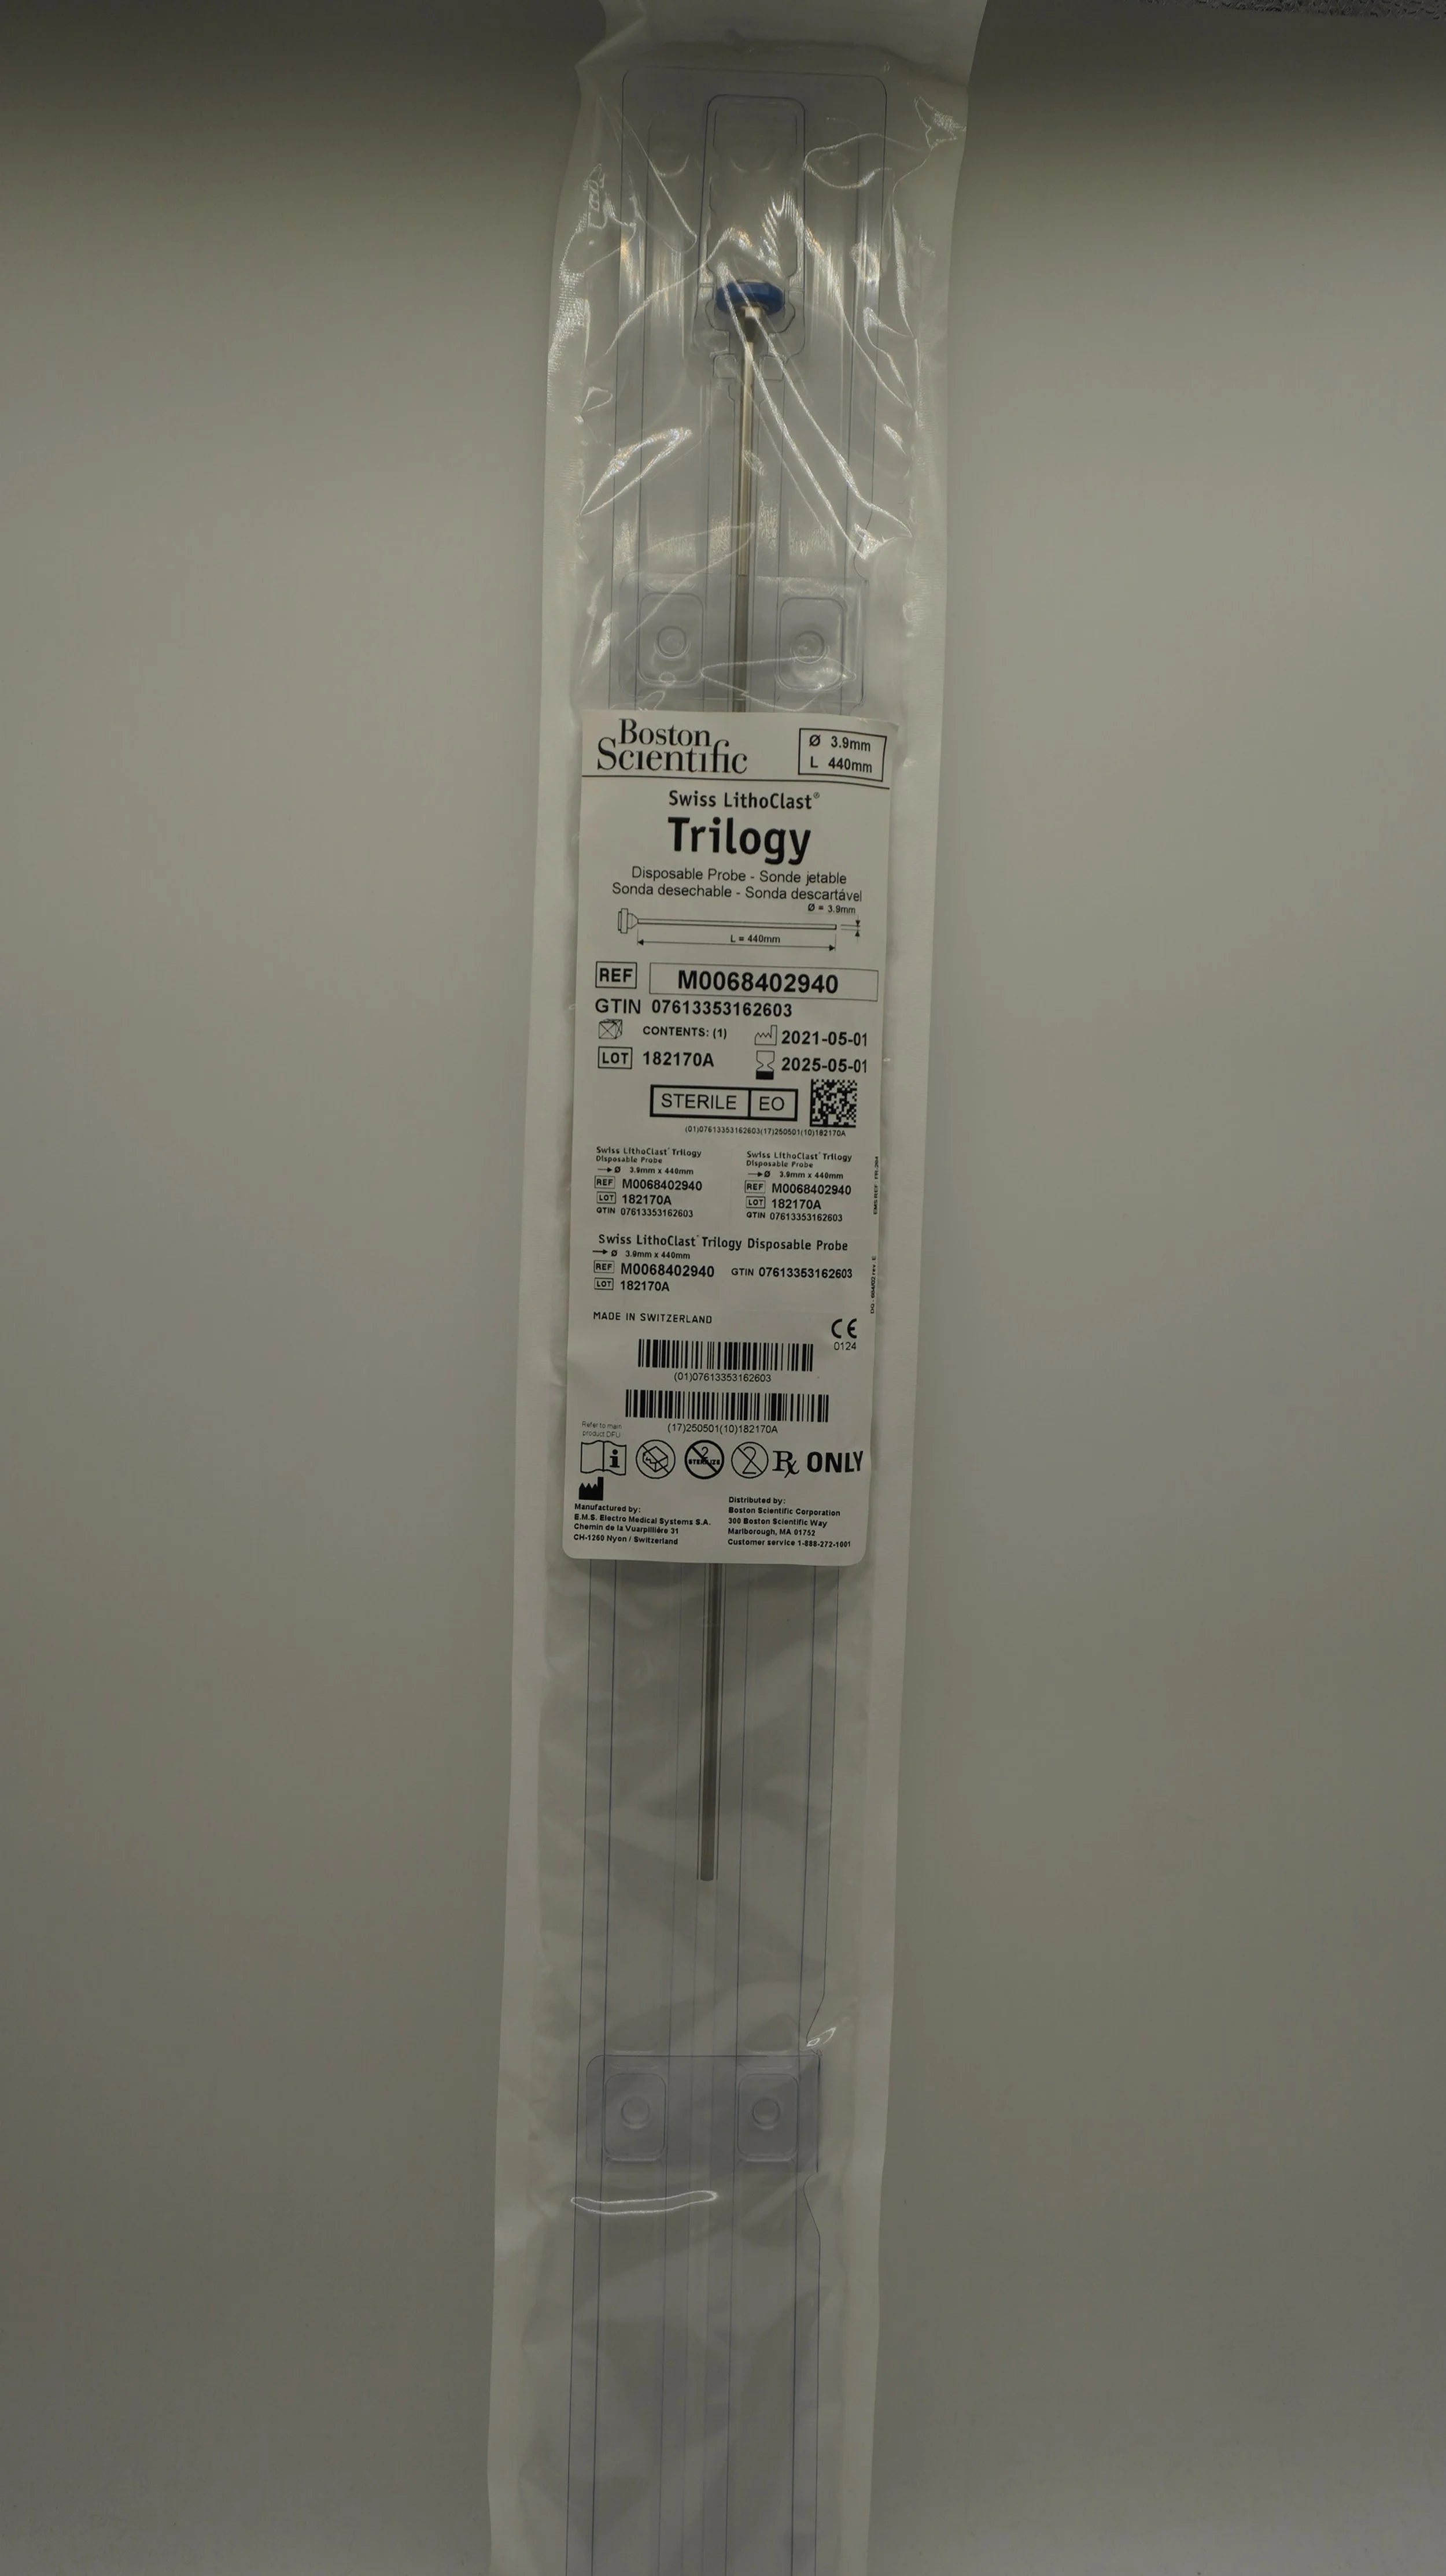 Boston
Scientific
Ø 3.9mm
L 440mm
Swiss LithoClast®
Trilogy
Disposable Probe - Sonde jetable
Sonda desechable - Sonda descartável
Ø = 3.9mm
L = 440mm
REF M0068402940
GTIN 07613353162603
CONTENTS: (1) 2021-05-01
LOT 182170A 2025-05-01
STERILE EO
(01)07613353162603(17)250501(10)182170A
Swiss LithoClast® Trilogy
Disposable Probe
Ø 3.9mm x 440mm
REF M0068402940
LOT 182170A
GTIN 07613353162603
Swiss LithoClast® Trilogy
Disposable Probe
Ø 3.9mm x 440mm
REF M0068402940
LOT 182170A
GTIN 07613353162603
Swiss LithoClast® Trilogy Disposable Probe
Ø 3.9mm x 440mm
REF M0068402940 GTIN 07613353162603
LOT 182170A
MADE IN SWITZERLAND
CE
0124
(01)07613353162603
(17)250501(10)182170A
Refer to main
product DFU
Rx ONLY
Manufactured by:
E.M.S. Electro Medical Systems S.A.
Chemin de la Vuarpillière 31
CH-1260 Nyon / Switzerland
Distributed by:
Boston Scientific Corporation
300 Boston Scientific Way
Marlborough, MA 01752
Customer service 1-888-272-1001